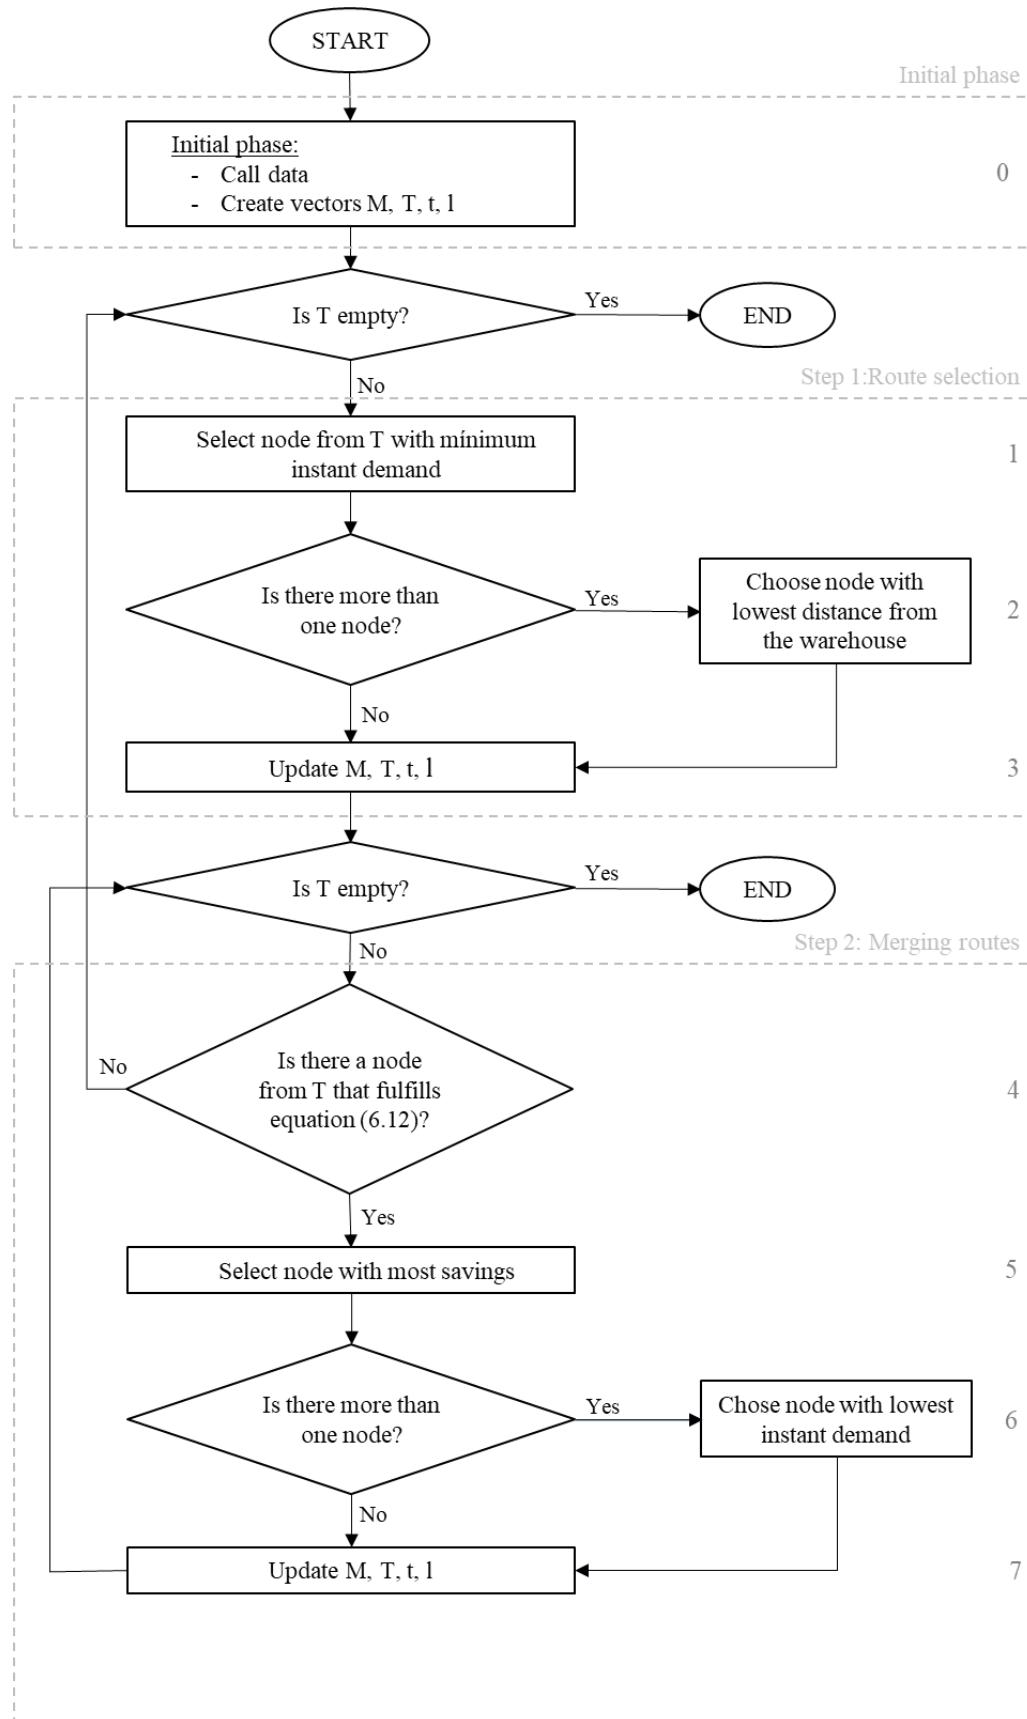 START
Initial phase
Initial phase:
- Call data
- Create vectors M, T, t, l
0
Is T empty?
Yes
END
No
Step 1:Route selection
Select node from T with mínimum
instant demand
1
Is there more than
one node?
Yes
Choose node with
lowest distance from
the warehouse
2
No
Update M, T, t, l
3
Is T empty?
Yes
END
No
Step 2: Merging routes
Is there a node
from T that fulfills
equation (6.12)?
No
4
Yes
Select node with most savings
5
Is there more than
one node?
Yes
Chose node with lowest
instant demand
6
No
Update M, T, t, l
7